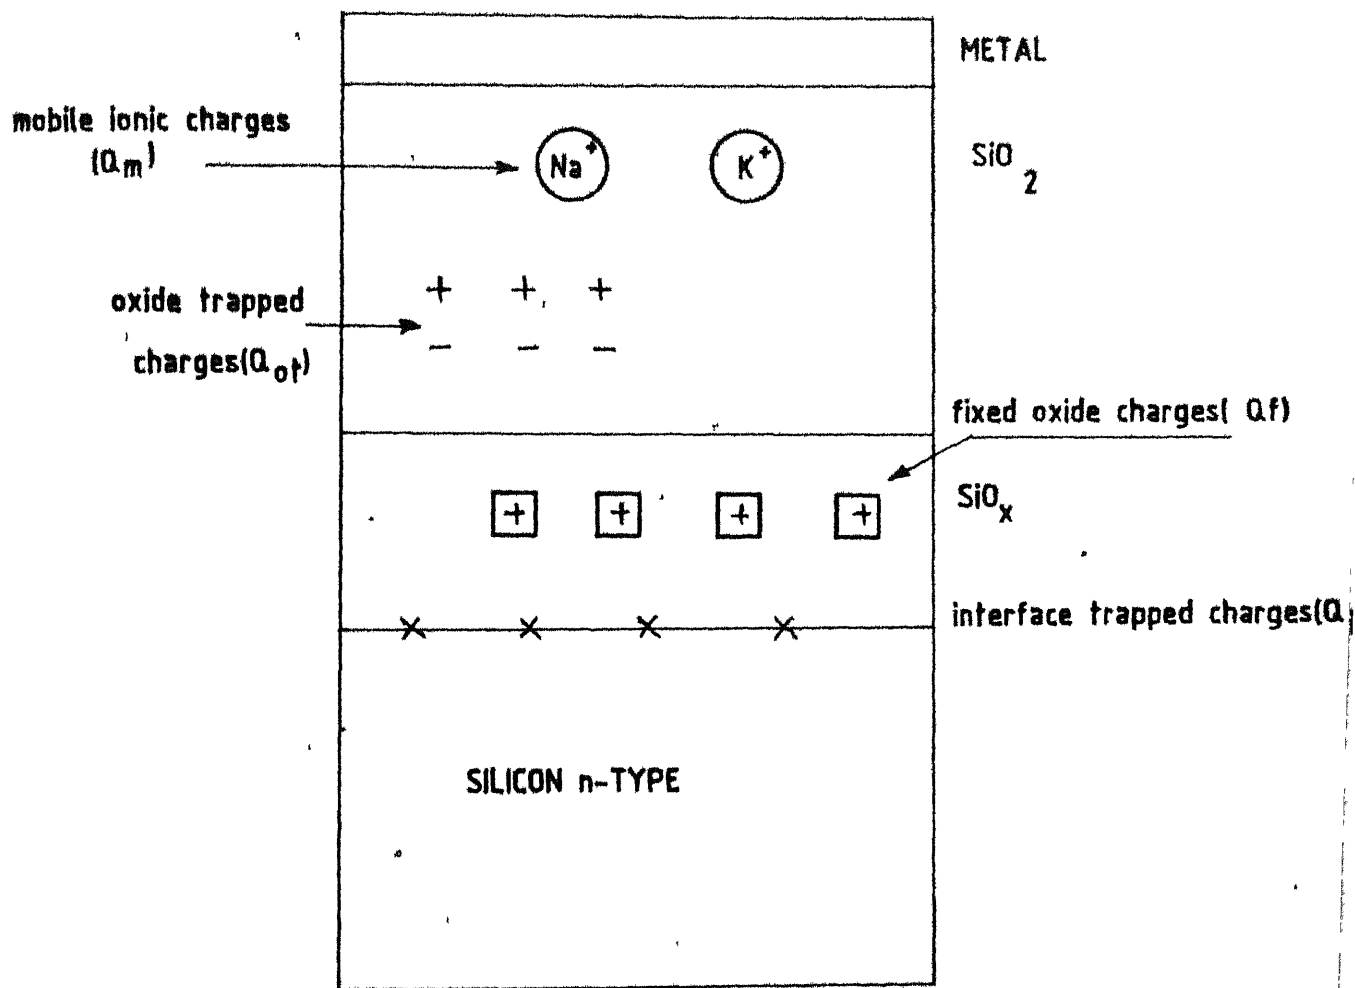 METAL
mobile ionic charges
(Qm)
Na+
K+
SiO2
+ + +
oxide trapped
charges(Qot)
- - -
fixed oxide charges( Qf)
+ + + +
SiOx
interface trapped charges(Q
SILICON n-TYPE